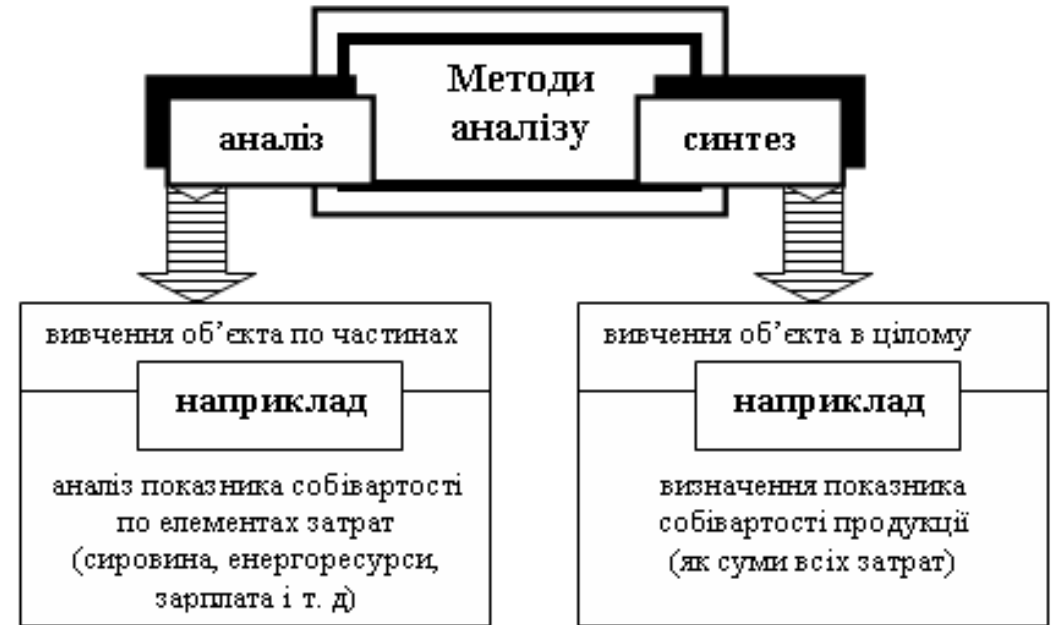 Методи
аналізу
аналіз
синтез
вивчення об’єкта по частинах
наприклад
аналіз показника собівартості
по елементах затрат
(сировина, енергоресурси,
зарплата і т. д)
вивчення об’єкта в цілому
наприклад
визначення показника
собівартості продукції
(як суми всіх затрат)